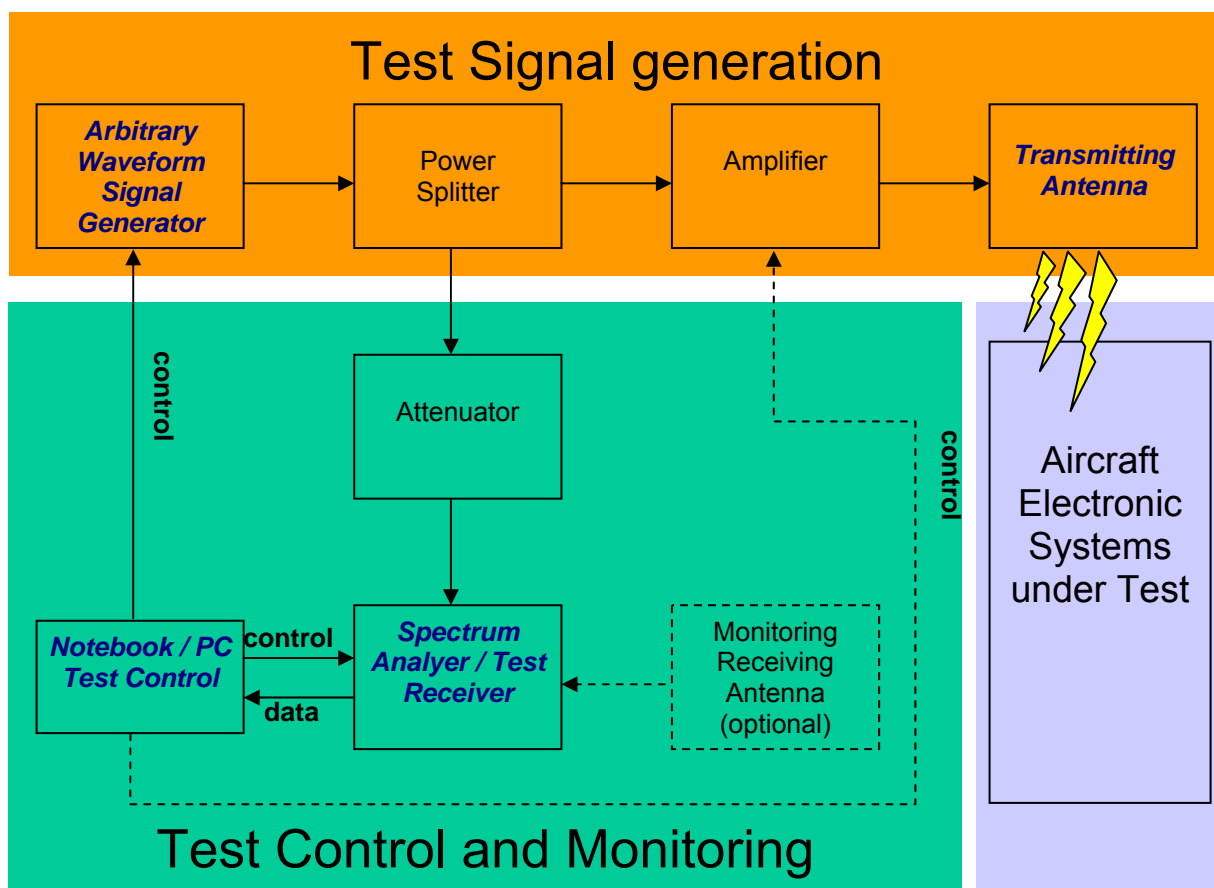 Test Signal generation
Arbitrary
Waveform
Signal
Generator
Power
Splitter
Amplifier
Transmitting
Antenna
control
Attenuator
control
Aircraft
Electronic
Systems
under Test
Notebook / PC
Test Control
control
data
Spectrum
Analyer / Test
Receiver
Monitoring
Receiving
Antenna
(optional)
Test Control and Monitoring